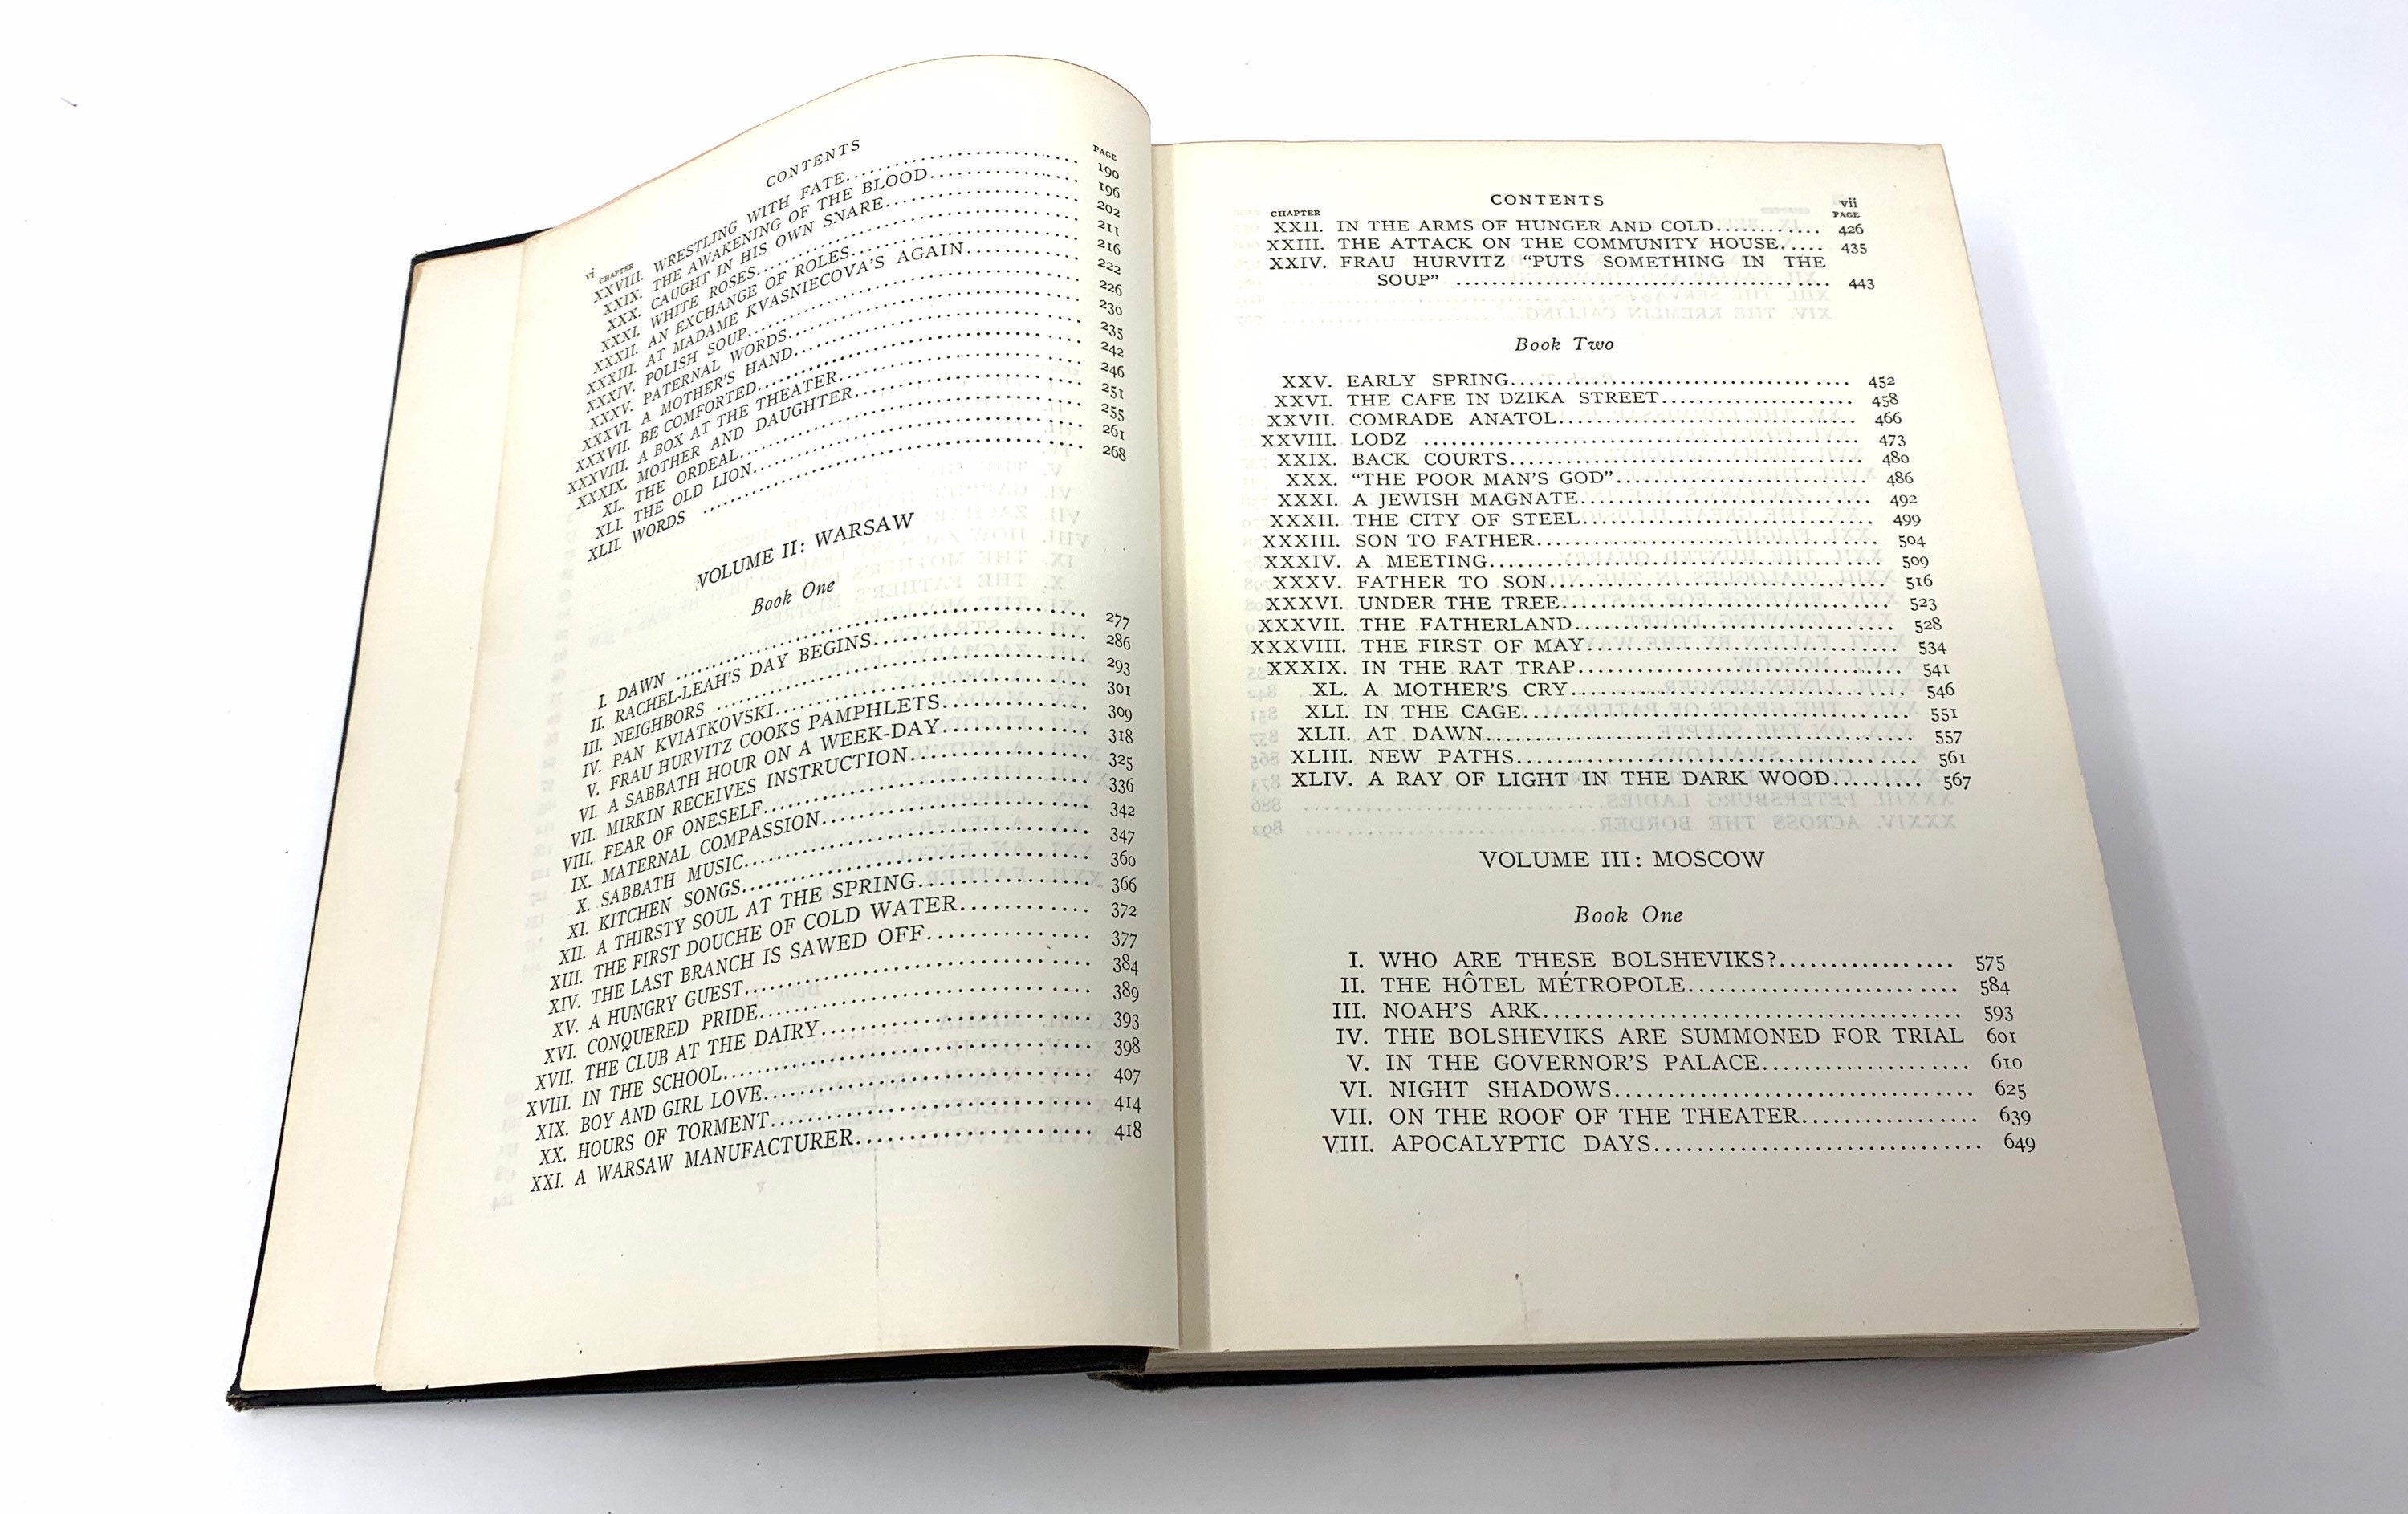 vi CONTENTS
CHAPTER PAGE
XXVIII. WRESTLING WITH FATE.................... 190
XXIX. THE AWAKENING OF THE BLOOD............ 196
XXX. CAUGHT IN HIS OWN SNARE................ 202
XXXI. WHITE ROSES.............................. 211
XXXII. AN EXCHANGE OF ROLES.................. 216
XXXIII. AT MADAME KVASNIECOVA'S AGAIN......... 222
XXXIV. POLISH SOUP.............................. 226
XXXV. PATERNAL WORDS.......................... 230
XXXVI. A MOTHER'S HAND......................... 235
XXXVII. BE COMFORTED............................ 242
XXXVIII. A BOX AT THE THEATER................... 246
XXXIX. MOTHER AND DAUGHTER.................... 251
XL. THE ORDEAL............................... 255
XLI. THE OLD LION............................. 261
XLII. WORDS .................................. 268
VOLUME II: WARSAW
Book One
I. DAWN .................................... 277
II. RACHEL-LEAH'S DAY BEGINS................ 286
III. NEIGHBORS ............................... 293
IV. PAN KVIATKOVSKI.......................... 301
V. FRAU HURVITZ COOKS PAMPHLETS............ 309
VI. A SABBATH HOUR ON A WEEK-DAY........... 318
VII. MIRKIN RECEIVES INSTRUCTION............. 325
VIII. FEAR OF ONESELF.......................... 336
IX. MATERNAL COMPASSION.................... 342
X. SABBATH MUSIC............................ 347
XI. KITCHEN SONGS............................ 360
XII. A THIRSTY SOUL AT THE SPRING............ 366
XIII. THE FIRST DOUCHE OF COLD WATER......... 372
XIV. THE LAST BRANCH IS SAWED OFF........... 377
XV. A HUNGRY GUEST.......................... 384
XVI. CONQUERED PRIDE......................... 389
XVII. THE CLUB AT THE DAIRY................... 393
XVIII. IN THE SCHOOL............................ 398
XIX. BOY AND GIRL LOVE....................... 407
XX. HOURS OF TORMENT....................... 414
XXI. A WARSAW MANUFACTURER................. 418
CONTENTS vii
CHAPTER PAGE
XXII. IN THE ARMS OF HUNGER AND COLD............ 426
XXIII. THE ATTACK ON THE COMMUNITY HOUSE..... 435
XXIV. FRAU HURVITZ “PUTS SOMETHING IN THE
SOUP” ........................................ 443
Book Two
XXV. EARLY SPRING.................................. 452
XXVI. THE CAFE IN DZIKA STREET................... 458
XXVII. COMRADE ANATOL.............................. 466
XXVIII. LODZ ........................................ 473
XXIX. BACK COURTS.................................. 480
XXX. “THE POOR MAN'S GOD”....................... 486
XXXI. A JEWISH MAGNATE............................ 492
XXXII. THE CITY OF STEEL........................... 499
XXXIII. SON TO FATHER................................ 504
XXXIV. A MEETING.................................... 509
XXXV. FATHER TO SON............................... 516
XXXVI. UNDER THE TREE.............................. 523
XXXVII. THE FATHERLAND.............................. 528
XXXVIII. THE FIRST OF MAY............................ 534
XXXIX. IN THE RAT TRAP............................. 541
XL. A MOTHER'S CRY.............................. 546
XLI. IN THE CAGE.................................. 551
XLII. AT DAWN...................................... 557
XLIII. NEW PATHS.................................... 561
XLIV. A RAY OF LIGHT IN THE DARK WOOD......... 567
VOLUME III: MOSCOW
Book One
I. WHO ARE THESE BOLSHEVIKS?................. 575
II. THE HÔTEL MÉTROPOLE......................... 584
III. NOAH'S ARK.................................... 593
IV. THE BOLSHEVIKS ARE SUMMONED FOR TRIAL 601
V. IN THE GOVERNOR'S PALACE.................... 610
VI. NIGHT SHADOWS................................. 625
VII. ON THE ROOF OF THE THEATER................. 639
VIII. APOCALYPTIC DAYS.............................. 649